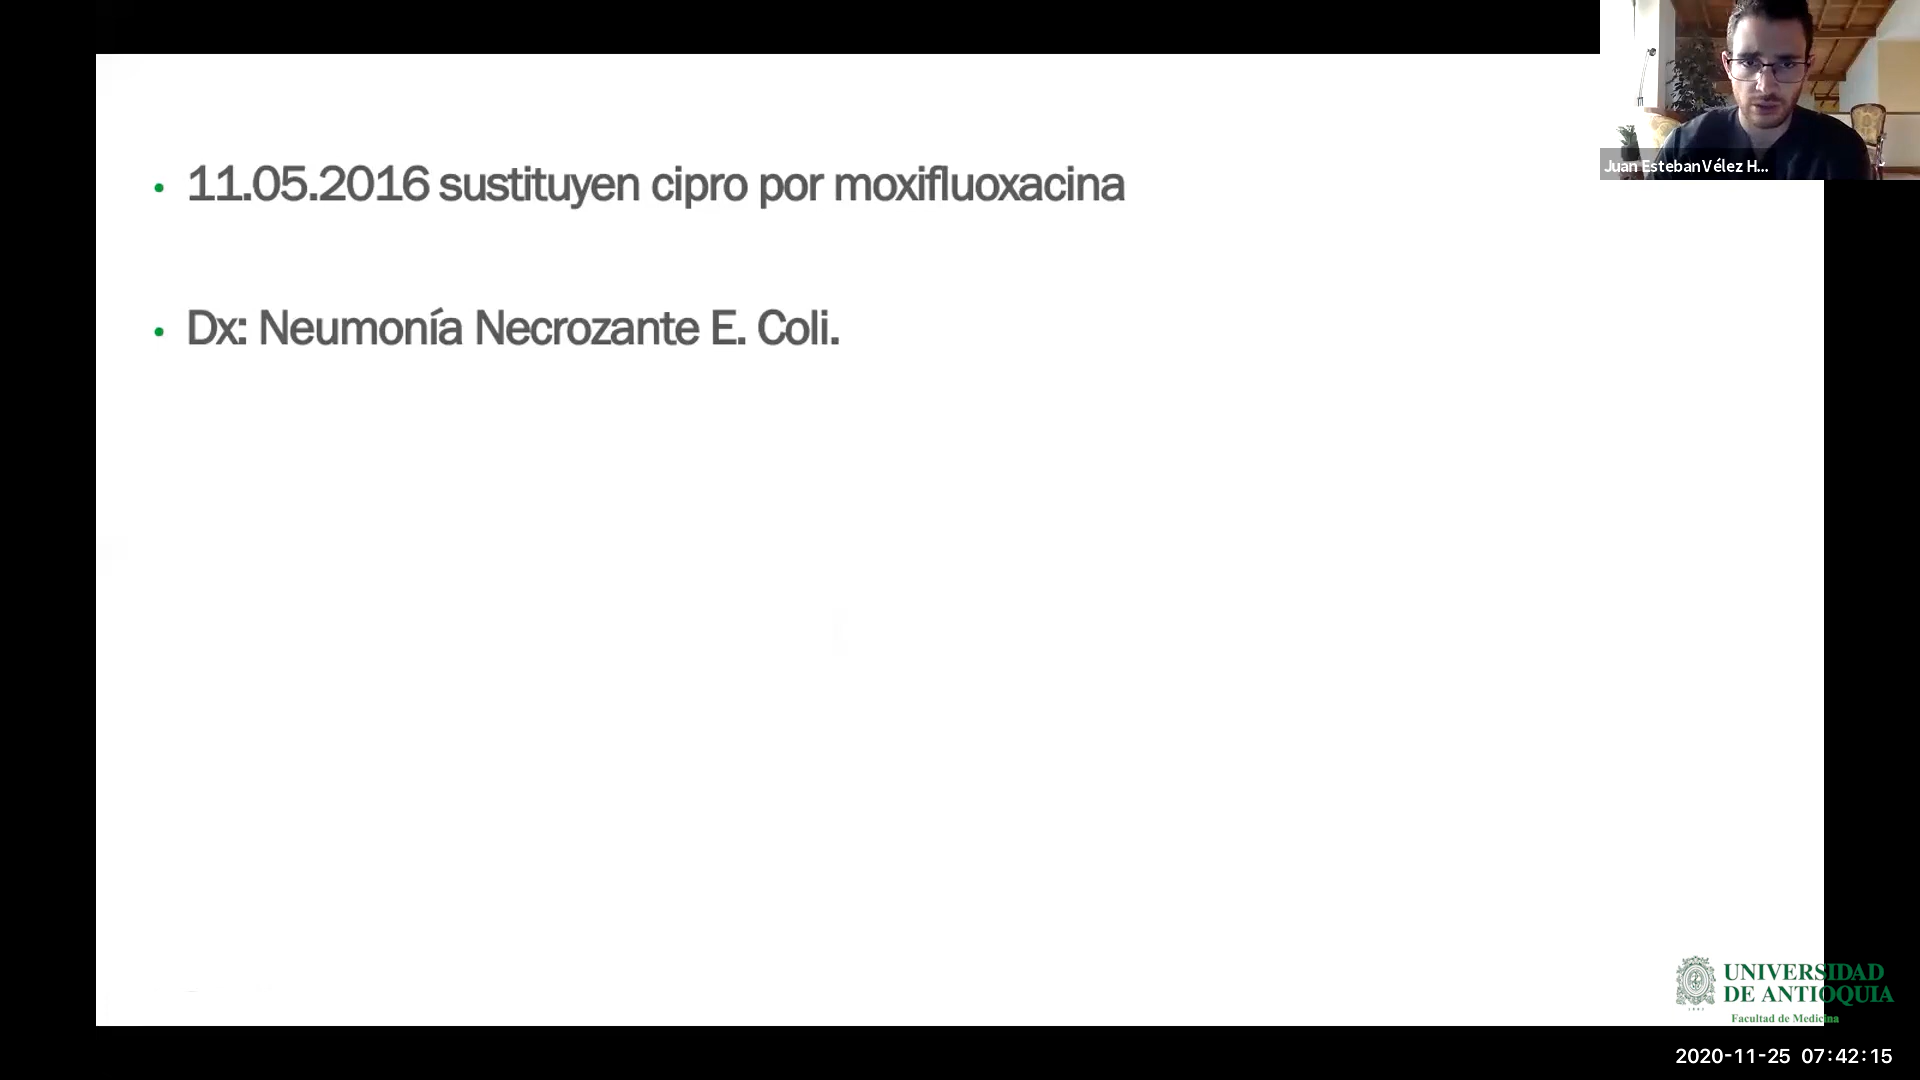 11.05.2016 sustituyen cipro por moxifluoxacina
Dx: Neumonía Necrozante E. Coli.
Juan Esteban Vélez H...
UNIVERSIDAD
DE ANTIOQUIA
Facultad de Medicina
2020-11-25 07:42:15